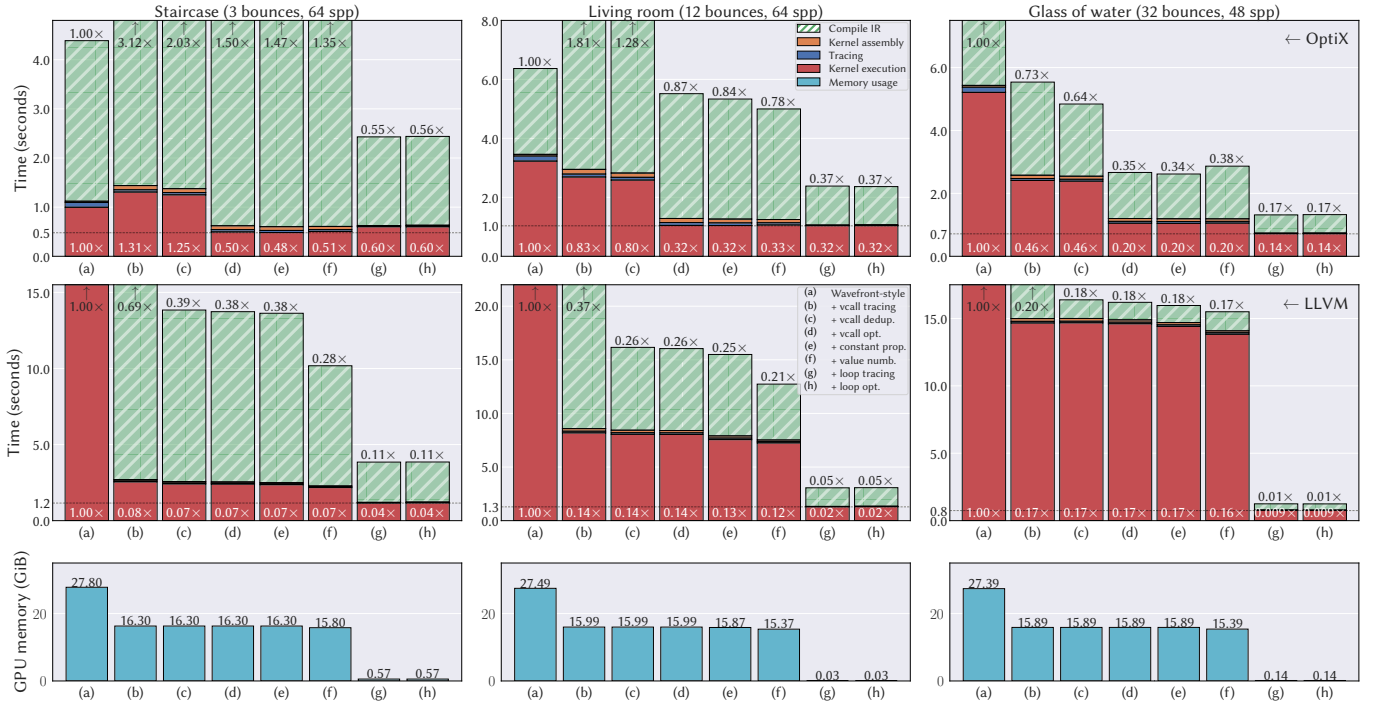 Staircase (3 bounces, 64 spp)
Living room (12 bounces, 64 spp)
Glass of water (32 bounces, 48 spp)
Time (seconds)
4.0
3.0
2.0
1.0
0.5
0.0
1.00×
3.12×
2.03×
1.50×
1.47×
1.35×
0.55×
0.56×
1.00×
1.31×
1.25×
0.50×
0.48×
0.51×
0.60×
0.60×
(a)
(b)
(c)
(d)
(e)
(f)
(g)
(h)
8.0
6.0
4.0
2.0
1.0
0.0
1.00×
1.81×
1.28×
0.87×
0.84×
0.78×
0.37×
0.37×
Compile IR
Kernel assembly
Tracing
Kernel execution
Memory usage
1.00×
0.83×
0.80×
0.32×
0.32×
0.33×
0.32×
0.32×
(a)
(b)
(c)
(d)
(e)
(f)
(g)
(h)
6.0
4.0
2.0
0.7
0.0
← OptiX
1.00×
0.73×
0.64×
0.35×
0.34×
0.38×
0.17×
0.17×
1.00×
0.46×
0.46×
0.20×
0.20×
0.20×
0.14×
0.14×
(a)
(b)
(c)
(d)
(e)
(f)
(g)
(h)
Time (seconds)
15.0
10.0
5.0
1.2
0.0
1.00×
0.69×
0.39×
0.38×
0.38×
0.28×
0.11×
0.11×
1.00×
0.08×
0.07×
0.07×
0.07×
0.07×
0.04×
0.04×
(a)
(b)
(c)
(d)
(e)
(f)
(g)
(h)
20.0
15.0
10.0
5.0
1.3
0.0
1.00×
0.37×
0.26×
0.26×
0.25×
0.21×
0.05×
0.05×
(a) Wavefront-style
(b) + vcall tracing
(c) + vcall dedup.
(d) + vcall opt.
(e) + constant prop.
(f) + value numb.
(g) + loop tracing
(h) + loop opt.
1.00×
0.14×
0.14×
0.14×
0.13×
0.12×
0.02×
0.02×
(a)
(b)
(c)
(d)
(e)
(f)
(g)
(h)
15.0
10.0
5.0
0.8
0.0
← LLVM
1.00×
0.20×
0.18×
0.18×
0.18×
0.17×
0.01×
0.01×
1.00×
0.17×
0.17×
0.17×
0.17×
0.16×
0.009×
0.009×
(a)
(b)
(c)
(d)
(e)
(f)
(g)
(h)
GPU memory (GiB)
20
0
27.80
16.30
16.30
16.30
16.30
15.80
0.57
0.57
(a)
(b)
(c)
(d)
(e)
(f)
(g)
(h)
20
0
27.49
15.99
15.99
15.99
15.87
15.37
0.03
0.03
(a)
(b)
(c)
(d)
(e)
(f)
(g)
(h)
20
0
27.39
15.89
15.89
15.89
15.89
15.39
0.14
0.14
(a)
(b)
(c)
(d)
(e)
(f)
(g)
(h)